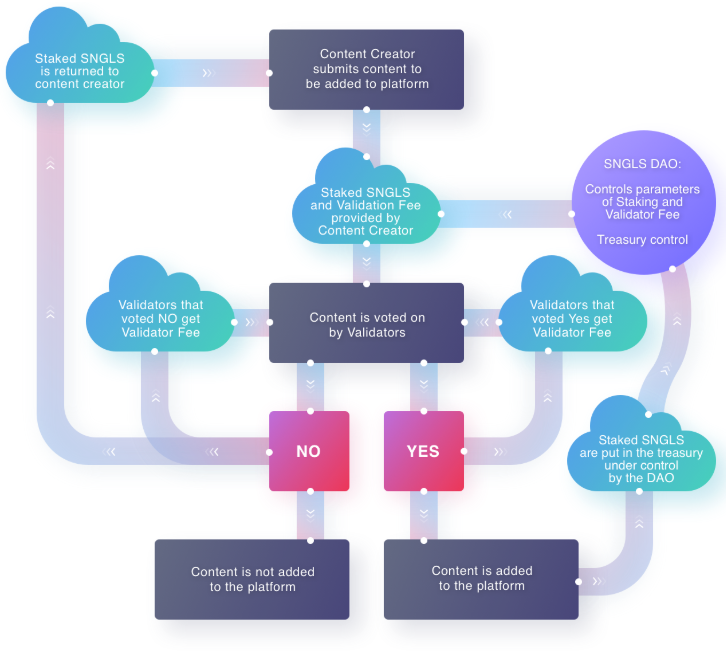 Staked SNGLS
is returned to
content creator
Content Creator
submits content to
be added to platform
SNGLS DAO:
Controls parameters
of Staking and
Validator Fee
Treasury control
Staked SNGLS
and Validation Fee
provided by
Content Creator
Validators that
voted NO get
Validator Fee
Content is voted on
by Validators
Validators that
voted Yes get
Validator Fee
NO
YES
Staked SNGLS
are put in the treasury
under control
by the DAO
Content is not added
to the platform
Content is added
to the platform